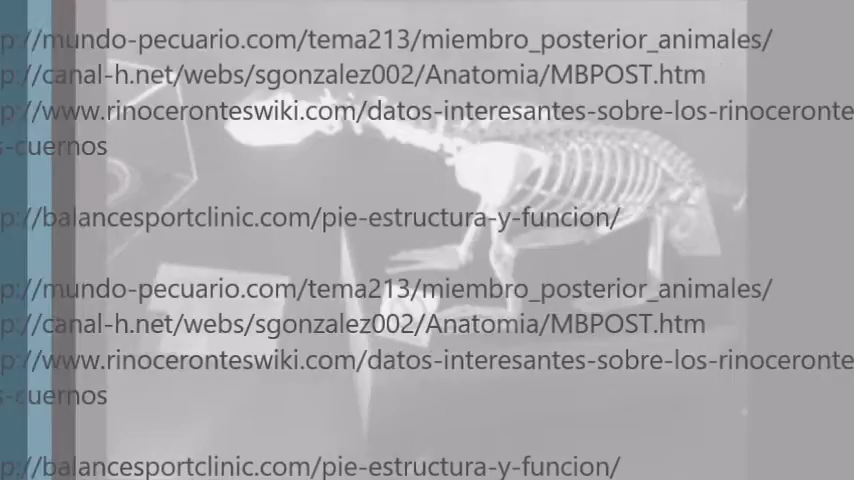 p://mundo-pecuario.com/tema213/miembro_posterior_animales/
p://canal-h.net/webs/sgonzalez002/Anatomia/MBPOST.htm
p://www.rinoceronteswiki.com/datos-interesantes-sobre-los-rinoceronte
s-cuernos
p://balancesportclinic.com/pie-estructura-y-funcion/
p://mundo-pecuario.com/tema213/miembro_posterior_animales/
p://canal-h.net/webs/sgonzalez002/Anatomia/MBPOST.htm
p://www.rinoceronteswiki.com/datos-interesantes-sobre-los-rinoceronte
s-cuernos
p://balancesportclinic.com/pie-estructura-y-funcion/